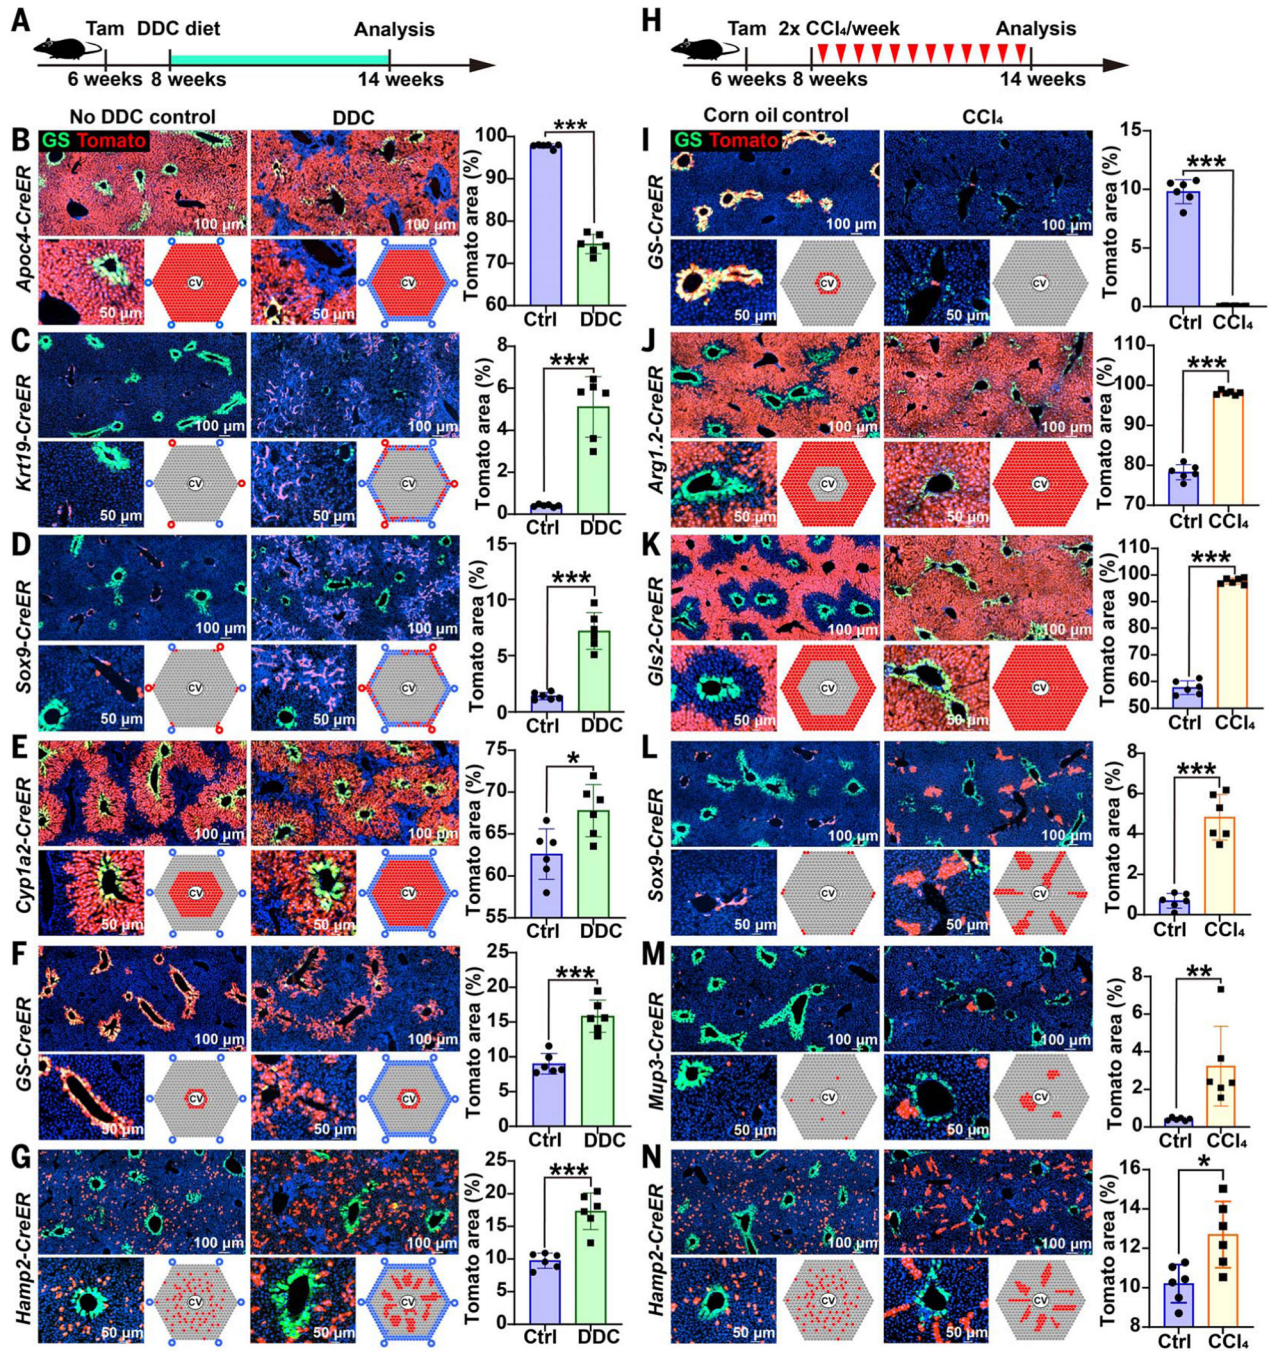 A
Tam DDC diet Analysis
6 weeks 8 weeks 14 weeks
No DDC control DDC
B
Apoc4-CreER
GS Tomato
100 µm 100 µm
50 µm CV 50 µm CV
Tomato area (%)
100
90
80
70
60
***
Ctrl DDC
C
Krt19-CreER
100 µm 100 µm
50 µm CV 50 µm CV
Tomato area (%)
8
6
4
2
0
***
Ctrl DDC
D
Sox9-CreER
100 µm 100 µm
50 µm CV 50 µm CV
Tomato area (%)
15
10
5
0
***
Ctrl DDC
E
Cyp1a2-CreER
100 µm 100 µm
50 µm CV 50 µm CV
Tomato area (%)
75
70
65
60
55
*
Ctrl DDC
F
GS-CreER
100 µm 100 µm
50 µm CV 50 µm CV
Tomato area (%)
25
20
15
10
5
0
***
Ctrl DDC
G
Hamp2-CreER
100 µm 100 µm
50 µm CV 50 µm CV
Tomato area (%)
25
20
15
10
5
0
***
Ctrl DDC
H
Tam 2x CCl₄/week Analysis
6 weeks 8 weeks 14 weeks
Corn oil control CCl₄
I
GS-CreER
GS Tomato
100 µm 100 µm
50 µm CV 50 µm CV
Tomato area (%)
15
10
5
0
***
Ctrl CCl₄
J
Arg1.2-CreER
100 µm 100 µm
50 µm CV 50 µm CV
Tomato area (%)
110
100
90
80
70
***
Ctrl CCl₄
K
Gls2-CreER
100 µm 100 µm
50 µm CV 50 µm CV
Tomato area (%)
110
100
90
80
60
50
***
Ctrl CCl₄
L
Sox9-CreER
100 µm 100 µm
50 µm CV 50 µm CV
Tomato area (%)
8
6
4
2
0
***
Ctrl CCl₄
M
Mup3-CreER
100 µm 100 µm
50 µm CV 50 µm CV
Tomato area (%)
8
6
4
2
0
**
Ctrl CCl₄
N
Hamp2-CreER
100 µm 100 µm
50 µm CV 50 µm CV
Tomato area (%)
16
14
12
10
8
*
Ctrl CCl₄